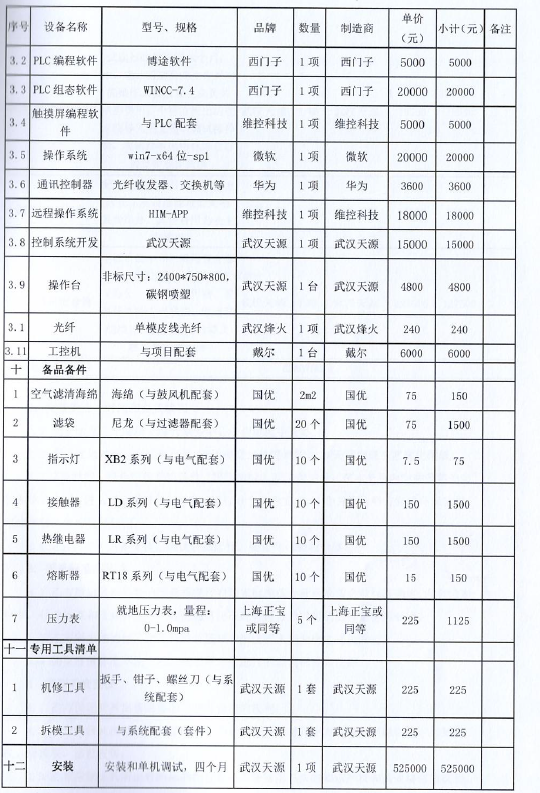 序号 设备名称 型号、规格 品牌 数量 制造商 单价（元） 小计（元） 备注
3.2 PLC 编程软件 博途软件 西门子 1 项 西门子 5000 5000
3.3 PLC 组态软件 WINCC-7.4 西门子 1 项 西门子 20000 20000
3.4 触摸屏编程软件 与 PLC 配套 维控科技 1 项 维控科技 5000 5000
3.5 操作系统 win7-x64 位-sp1 微软 1 项 微软 20000 20000
3.6 通讯控制器 光纤收发器、交换机等 华为 1 项 华为 3600 3600
3.7 远程操作系统 HIM-APP 维控科技 1 项 维控科技 18000 18000
3.8 控制系统开发 武汉天源 武汉天源 1 项 武汉天源 15000 15000
3.9 操作台 非标尺寸：2400*750*800，碳钢喷塑 武汉天源 1 台 武汉天源 4800 4800
3.1 光纤 单模皮线光纤 武汉烽火 1 项 武汉烽火 240 240
3.11 工控机 与项目配套 戴尔 1 台 戴尔 6000 6000
十 备品备件
1 空气滤清海绵 海绵（与鼓风机配套） 国优 2m2 国优 75 150
2 滤袋 尼龙（与过滤器配套） 国优 20 个 国优 75 1500
3 指示灯 XB2 系列（与电气配套） 国优 10 个 国优 7.5 75
4 接触器 LD 系列（与电气配套） 国优 10 个 国优 150 1500
5 热继电器 LR 系列（与电气配套） 国优 10 个 国优 150 1500
6 熔断器 RT18 系列（与电气配套） 国优 10 个 国优 15 150
7 压力表 就地压力表，量程：0-1.0mpa 上海正宝或同等 5 个 上海正宝或同等 225 1125
十一 专用工具清单
1 机修工具 扳手、钳子、螺丝刀（与系统配套） 武汉天源 1 套 武汉天源 225 225
2 拆模工具 与系统配套（套件） 武汉天源 1 套 武汉天源 225 225
十二 安装 安装和单机调试，四个月 武汉天源 1 项 武汉天源 525000 525000